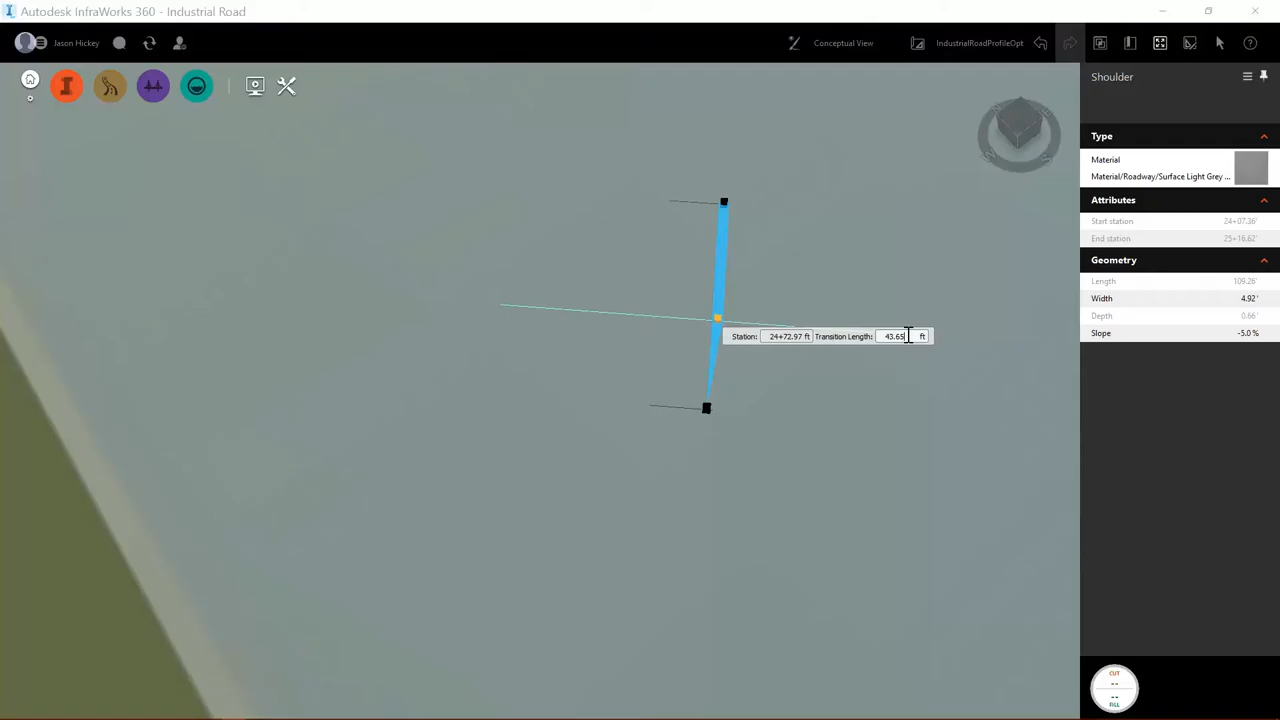 Autodesk InfraWorks 360 - Industrial Road
Jason Hickey
Conceptual View
IndustrialRoadProfileOpt
Shoulder
Type
Material
Material/Roadway/Surface Light Grey ...
Attributes
Start station 24+07.36'
End station 25+16.62'
Geometry
Length 109.26'
Width 4.92'
Depth 0.66'
Slope -5.0 %
Station: 24+72.97 ft Transition Length: 43.65 ft
CUT
--
--
FILL